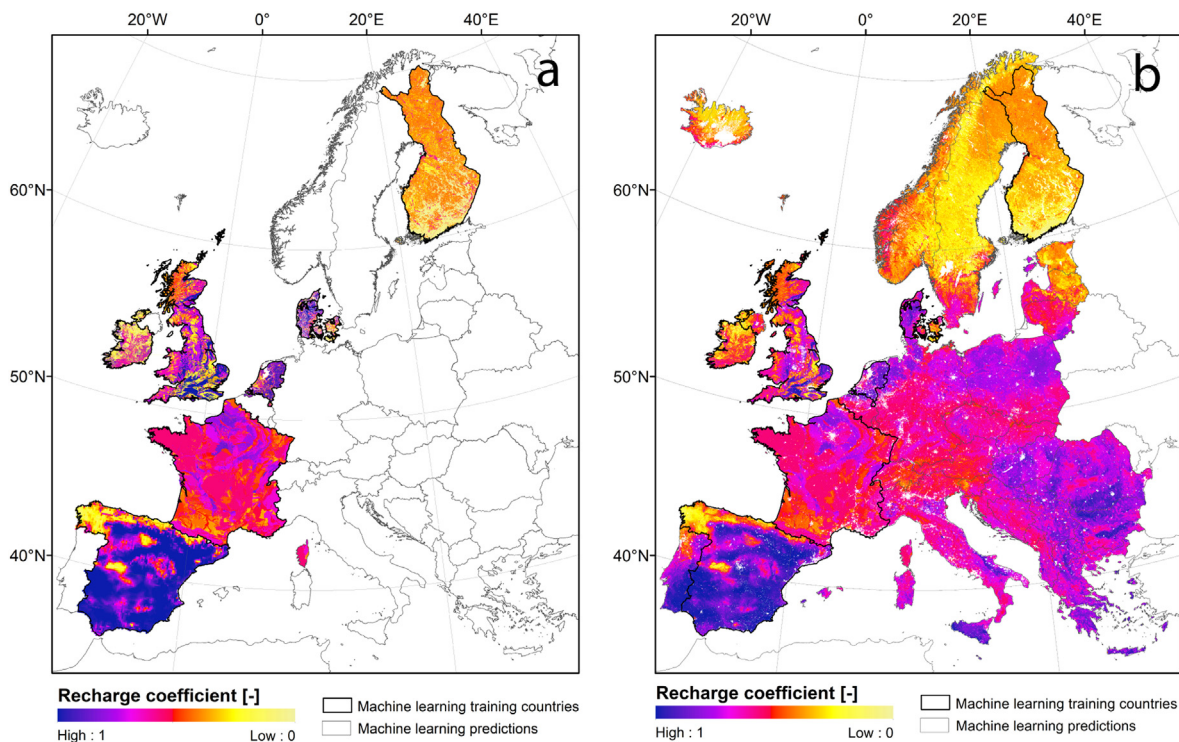 20°W 0° 20°E 40°E
a
60°N
50°N
40°N
Recharge coefficient [-]
High : 1 Low : 0
Machine learning training countries
Machine learning predictions
20°W 0° 20°E 40°E
b
60°N
50°N
40°N
Recharge coefficient [-]
High : 1 Low : 0
Machine learning training countries
Machine learning predictions